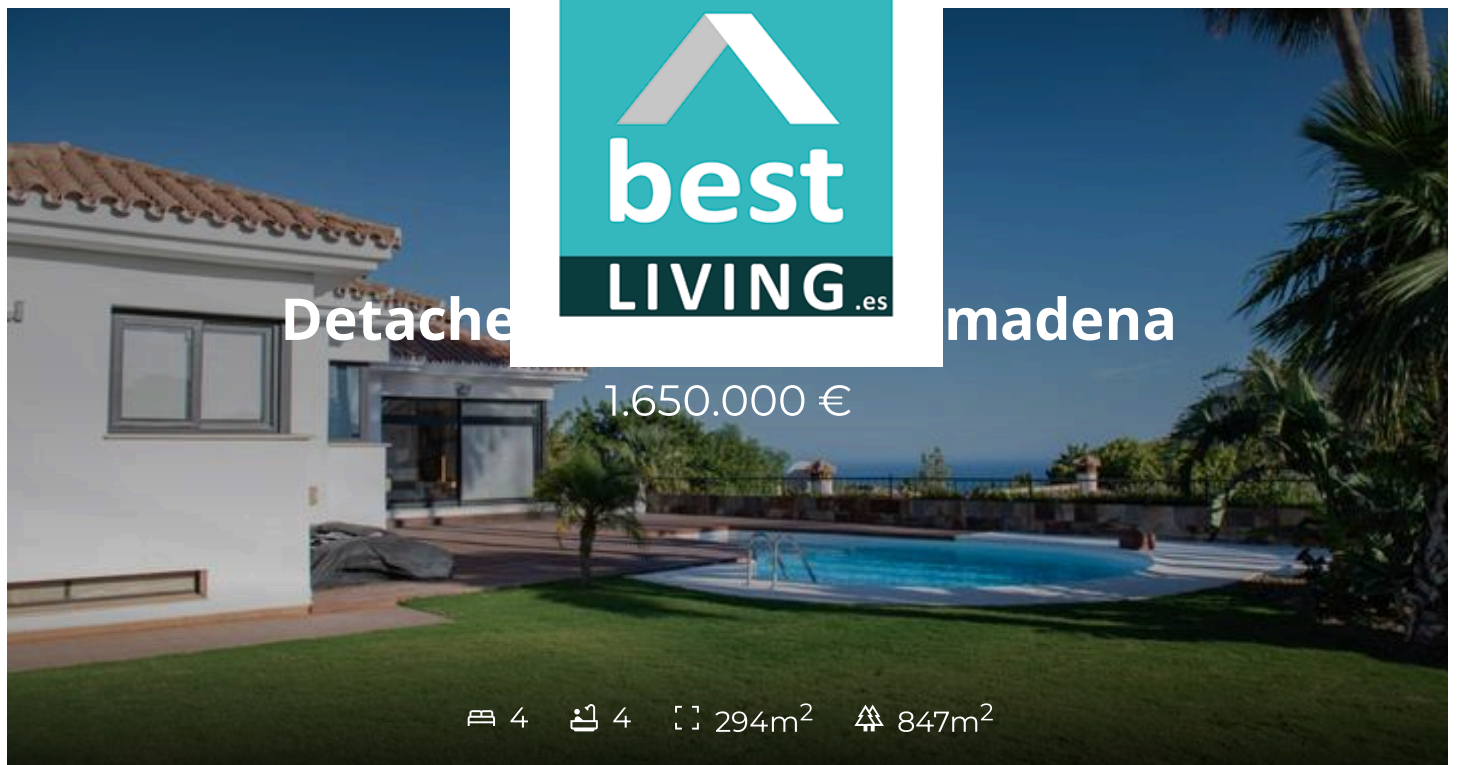 best
LIVING.es
Detache madena
1.650.000 €
4 4 294m² 847m²